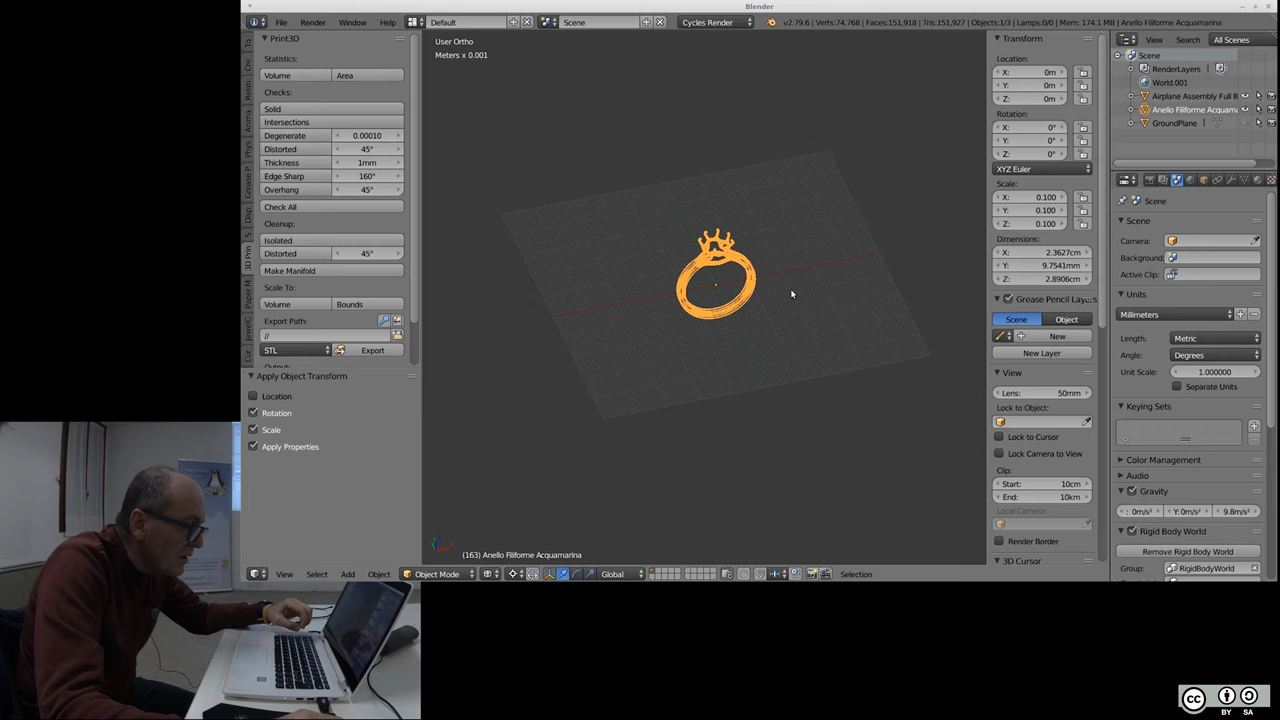 Blender
File Render Window Help Default Scene Cycles Render v2.79.6 | Verts:74,768 | Faces:151,918 | Tris:151,927 | Objects:1/3 | Lamps:0/0 | Mem: 174.1 MB | Anello Filiforme Acquamarina
Print3D
Statistics:
Volume Area
Checks:
Solid
Intersections
Degenerate 0.00010
Distorted 45°
Thickness 1mm
Edge Sharp 160°
Overhang 45°
Check All
Cleanup:
Isolated
Distorted 45°
Make Manifold
Scale To:
Volume Bounds
Export Path:
//
STL Export
Apply Object Transform
Location
Rotation
Scale
Apply Properties
User Ortho
Meters x 0.001
(163) Anello Filiforme Acquamarina
View Select Add Object Object Mode Global Selection
Transform
Location:
X: 0m
Y: 0m
Z: 0m
Rotation:
X: 0°
Y: 0°
Z: 0°
XYZ Euler
Scale:
X: 0.100
Y: 0.100
Z: 0.100
Dimensions:
X: 2.3627cm
Y: 9.7541mm
Z: 2.8906cm
Grease Pencil Layers
Scene Object
New
New Layer
View
Lens: 50mm
Lock to Object:
Lock to Cursor
Lock Camera to View
Clip:
Start: 10cm
End: 10km
Local Camera:
Render Border
3D Cursor
View Search All Scenes
Scene
RenderLayers
World.001
Airplane Assembly Full B
Anello Filiforme Acquama
GroundPlane
Scene
Scene
Camera:
Background:
Active Clip:
Units
Millimeters
Length: Metric
Angle: Degrees
Unit Scale: 1.000000
Separate Units
Keying Sets
Color Management
Audio
Gravity
: 0m/s² Y: 0m/s² 9.8m/s²
Rigid Body World
Remove Rigid Body World
Group: RigidBodyWorld
cc BY SA